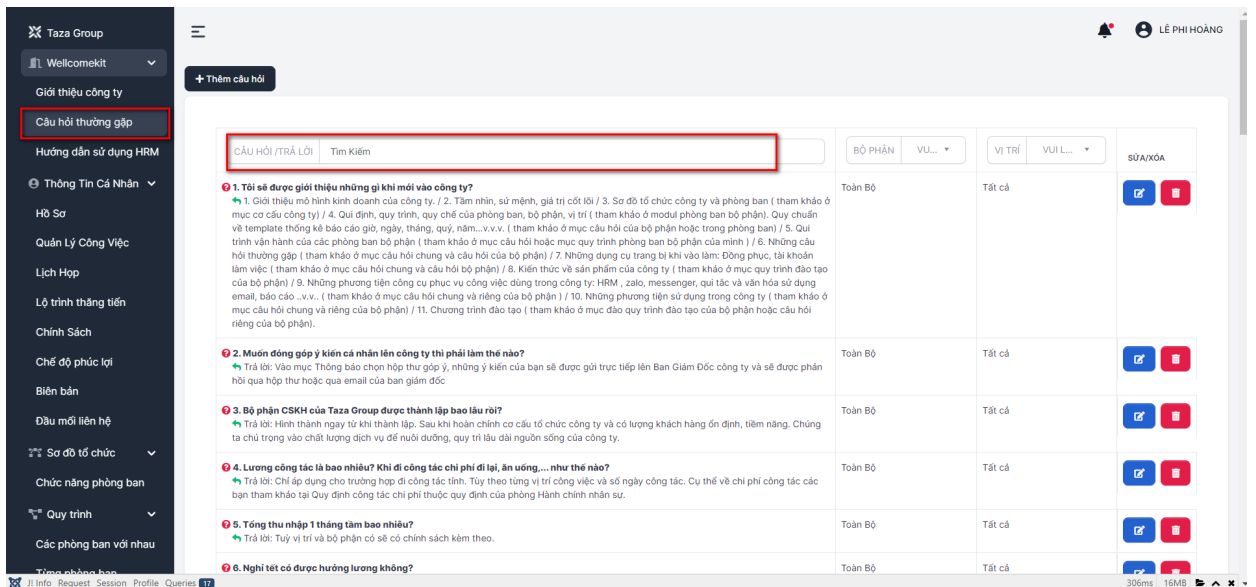 Taza Group
LÊ PHI HOÀNG
Wellcomekit
Giới thiệu công ty
Câu hỏi thường gặp
Hướng dẫn sử dụng HRM
Thông Tin Cá Nhân
Hồ Sơ
Quản Lý Công Việc
Lịch Họp
Lộ trình thăng tiến
Chính Sách
Chế độ phúc lợi
Biên bản
Đầu mối liên hệ
Sơ đồ tổ chức
Chức năng phòng ban
Quy trình
Các phòng ban với nhau
Từng phòng ban
+ Thêm câu hỏi
CÂU HỎI /TRẢ LỜI Tìm Kiếm
BỘ PHẬN VU...
VỊ TRÍ VUI L...
SỬA/XÓA
1. Tôi sẽ được giới thiệu những gì khi mới vào công ty?
1. Giới thiệu mô hình kinh doanh của công ty. / 2. Tầm nhìn, sứ mệnh, giá trị cốt lõi / 3. Sơ đồ tổ chức công ty và phòng ban ( tham khảo ở
mục cơ cấu công ty) / 4. Qui định, quy trình, quy chế của phòng ban, bộ phận, vị trí ( tham khảo ở modul phòng ban bộ phận). Quy chuẩn
về template thống kê báo cáo giờ, ngày, tháng, quý, năm...v.v.v. ( tham khảo ở mục câu hỏi của bộ phận hoặc trong phòng ban) / 5. Qui
trình vận hành của các phòng ban bộ phận ( tham khảo ở mục câu hỏi hoặc mục quy trình phòng ban bộ phận của mình ) / 6. Những câu
hỏi thường gặp ( tham khảo ở mục câu hỏi chung và câu hỏi của bộ phận) / 7. Những dụng cụ trang bị khi vào làm: Đồng phục, tài khoản
làm việc ( tham khảo ở mục câu hỏi chung và câu hỏi bộ phận) / 8. Kiến thức về sản phẩm của công ty ( tham khảo ở mục quy trình đào tạo
của bộ phận) / 9. Những phương tiện công cụ phục vụ công việc dùng trong công ty: HRM , zalo, messenger, qui tắc và văn hóa sử dụng
email, báo cáo ..v.v.. ( tham khảo ở mục câu hỏi chung và riêng của bộ phận ) / 10. Những phương tiện sử dụng trong công ty ( tham khảo ở
mục câu hỏi chung và riêng của bộ phận) / 11. Chương trình đào tạo ( tham khảo ở mục đào quy trình đào tạo của bộ phận hoặc câu hỏi
riêng của bộ phận).
Toàn Bộ
Tất cả
2. Muốn đóng góp ý kiến cá nhân lên công ty thì phải làm thế nào?
Trả lời: Vào mục Thông báo chọn hộp thư góp ý, những ý kiến của bạn sẽ được gửi trực tiếp lên Ban Giám Đốc công ty và sẽ được phản
hồi qua hộp thư hoặc qua email của ban giám đốc
Toàn Bộ
Tất cả
3. Bộ phận CSKH của Taza Group được thành lập bao lâu rồi?
Trả lời: Hình thành ngay từ khi thành lập. Sau khi hoàn chỉnh cơ cấu tổ chức công ty và có lượng khách hàng ổn định, tiềm năng. Chúng
ta chú trọng vào chất lượng dịch vụ để nuôi dưỡng, quy trì lâu dài nguồn sống của công ty.
Toàn Bộ
Tất cả
4. Lương công tác là bao nhiêu? Khi đi công tác chi phí đi lại, ăn uống,... như thế nào?
Trả lời: Chỉ áp dụng cho trường hợp đi công tác tỉnh. Tùy theo từng vị trí công việc và số ngày công tác. Cụ thể về chi phí công tác các
bạn tham khảo tại Quy định công tác chi phí thuộc quy định của phòng Hành chính nhân sự.
Toàn Bộ
Tất cả
5. Tổng thu nhập 1 tháng tầm bao nhiêu?
Trả lời: Tuỳ vị trí và bộ phận có sẽ có chính sách kèm theo.
Toàn Bộ
Tất cả
6. Nghỉ tết có được hưởng lương không?
Toàn Bộ
Tất cả
J! Info Request Session Profile Queries 17
306ms 16MB